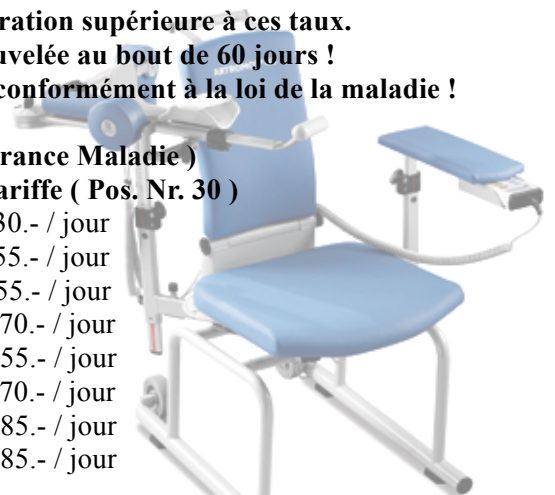 ration supérieure à ces taux.
uvelée au bout de 60 jours !
conformément à la loi de la maladie !
rance Maladie )
ariffe ( Pos. Nr. 30 )
30.- / jour
55.- / jour
55.- / jour
70.- / jour
55.- / jour
70.- / jour
85.- / jour
85.- / jour